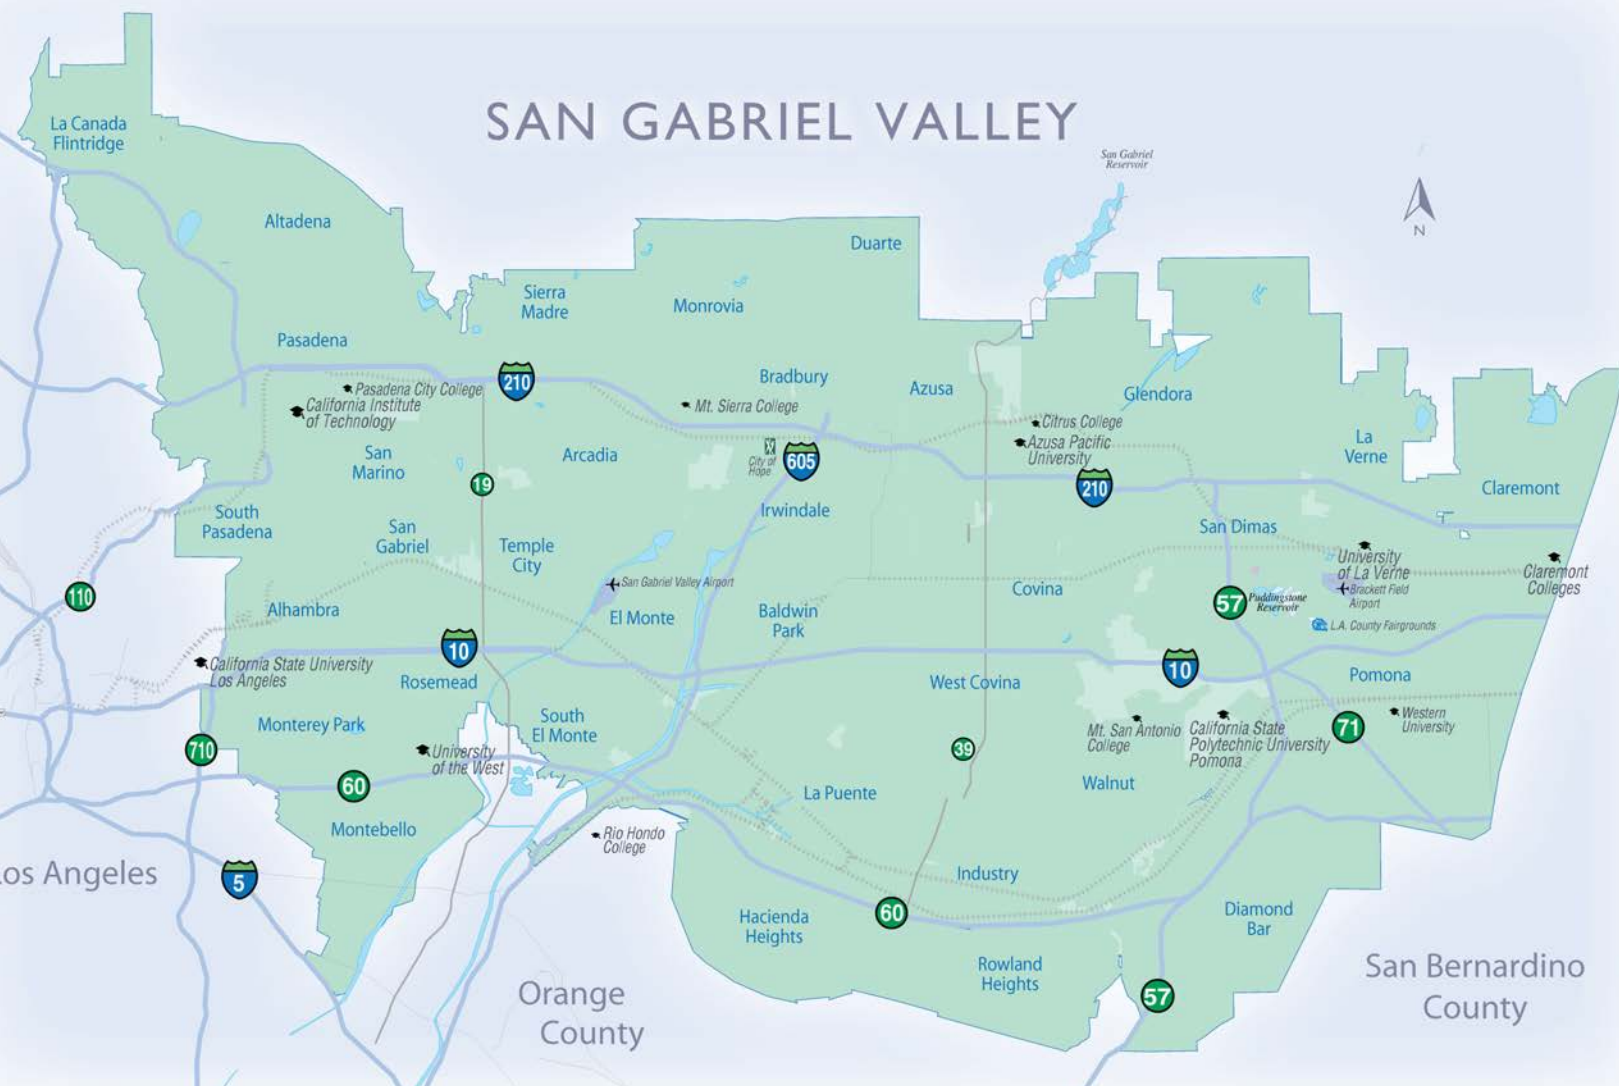 SAN GABRIEL VALLEY
La Canada
Flintridge
San Gabriel
Reservoir
N
Altadena
Duarte
Sierra
Madre
Monrovia
Pasadena
210
Pasadena City College
California Institute
of Technology
Mt. Sierra College
Bradbury
Azusa
Glendora
Citrus College
Azusa Pacific
University
La
Verne
San
Marino
Arcadia
City of
Hope
605
19
210
Claremont
South
Pasadena
San
Gabriel
Temple
City
Irwindale
San Dimas
University
of La Verne
Brackett Field
Airport
Claremont
Colleges
110
San Gabriel Valley Airport
Covina
57
Puddingstone
Reservoir
L.A. County Fairgrounds
Alhambra
El Monte
Baldwin
Park
10
California State University
Los Angeles
Rosemead
West Covina
10
Pomona
Monterey Park
South
El Monte
Mt. San Antonio
College
California State
Polytechnic University
Pomona
71
Western
University
710
University
of the West
39
60
La Puente
Walnut
Montebello
Rio Hondo
College
os Angeles
5
Industry
60
Hacienda
Heights
Diamond
Bar
Rowland
Heights
57
Orange
County
San Bernardino
County